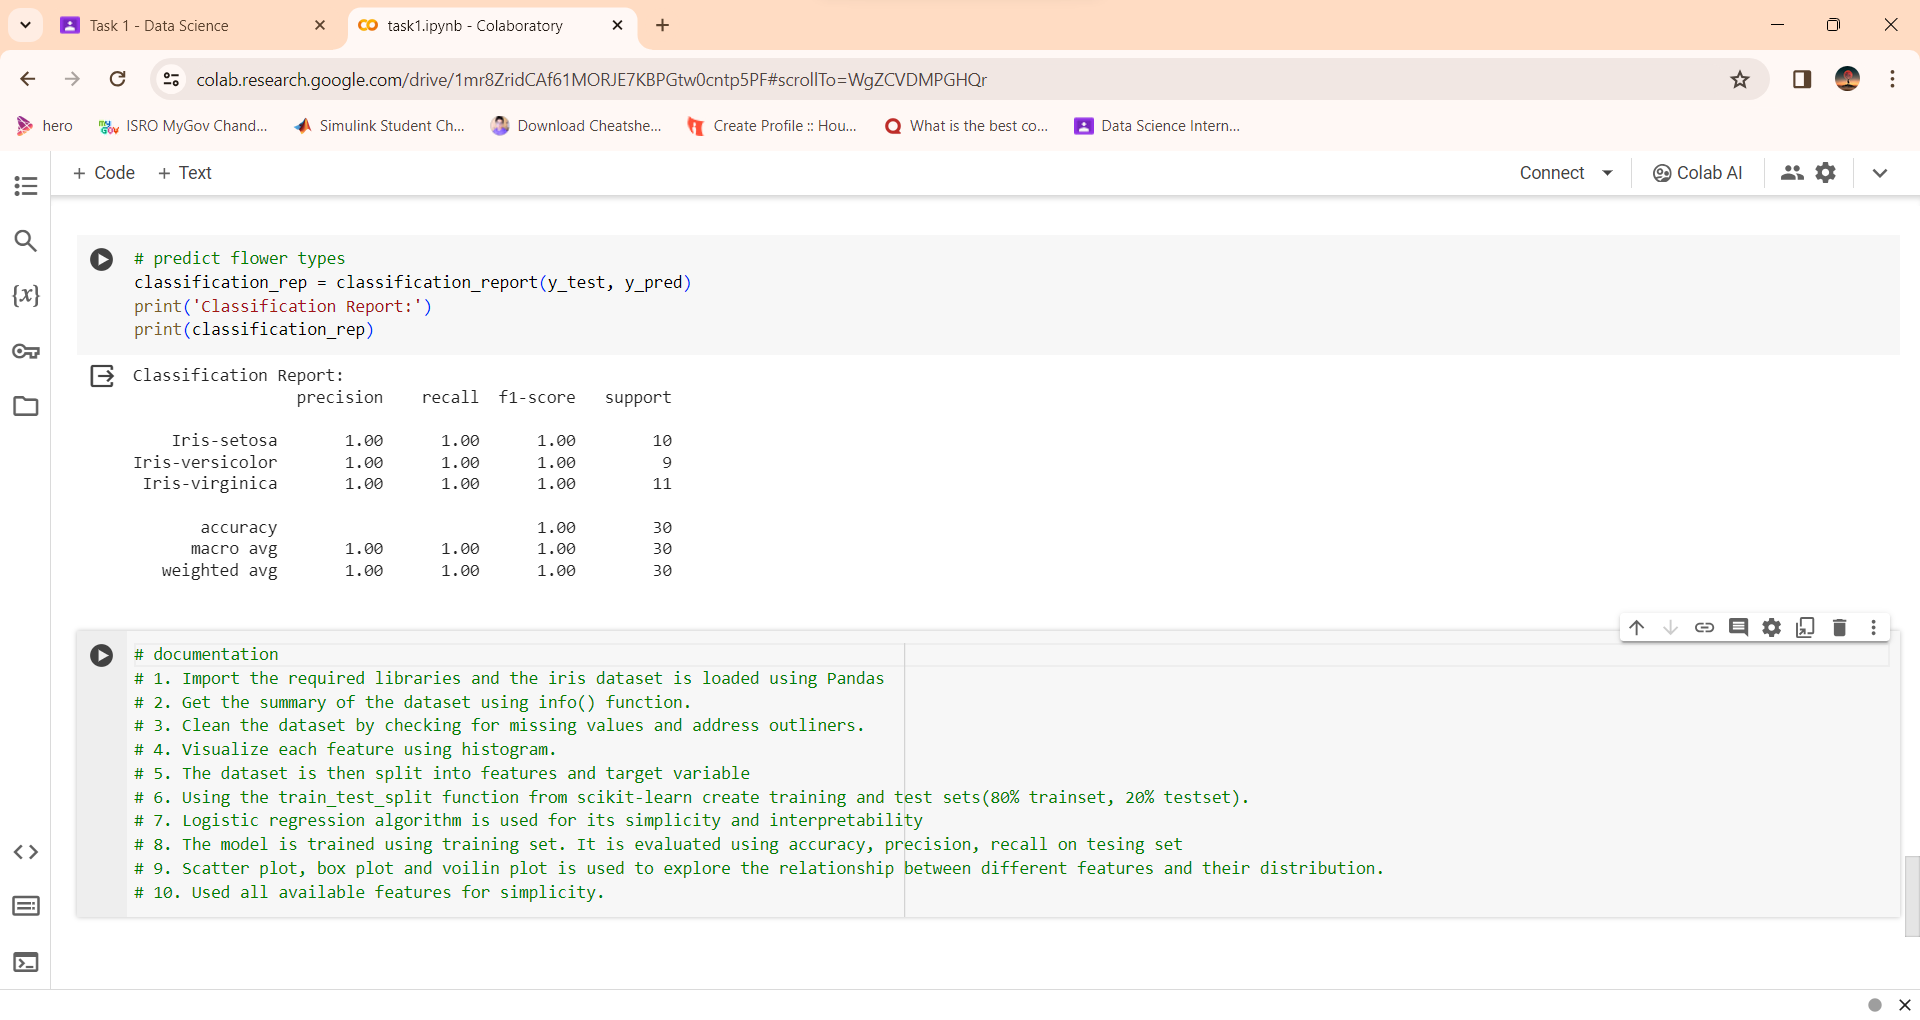 Task 1 - Data Science
task1.ipynb - Colaboratory
colab.research.google.com/drive/1mr8ZridCAf61MORJE7KBPGtw0cntp5PF#scrollTo=WgZCVDMPGHQr
hero
ISRO MyGov Chand...
Simulink Student Ch...
Download Cheatshe...
Create Profile :: Hou...
What is the best co...
Data Science Intern...
+ Code + Text
Connect
Colab AI
# predict flower types
classification_rep = classification_report(y_test, y_pred)
print('Classification Report:')
print(classification_rep)
Classification Report:
precision recall f1-score support
Iris-setosa 1.00 1.00 1.00 10
Iris-versicolor 1.00 1.00 1.00 9
Iris-virginica 1.00 1.00 1.00 11
accuracy 1.00 30
macro avg 1.00 1.00 1.00 30
weighted avg 1.00 1.00 1.00 30
# documentation
# 1. Import the required libraries and the iris dataset is loaded using Pandas
# 2. Get the summary of the dataset using info() function.
# 3. Clean the dataset by checking for missing values and address outliners.
# 4. Visualize each feature using histogram.
# 5. The dataset is then split into features and target variable
# 6. Using the train_test_split function from scikit-learn create training and test sets(80% trainset, 20% testset).
# 7. Logistic regression algorithm is used for its simplicity and interpretability
# 8. The model is trained using training set. It is evaluated using accuracy, precision, recall on tesing set
# 9. Scatter plot, box plot and voilin plot is used to explore the relationship between different features and their distribution.
# 10. Used all available features for simplicity.